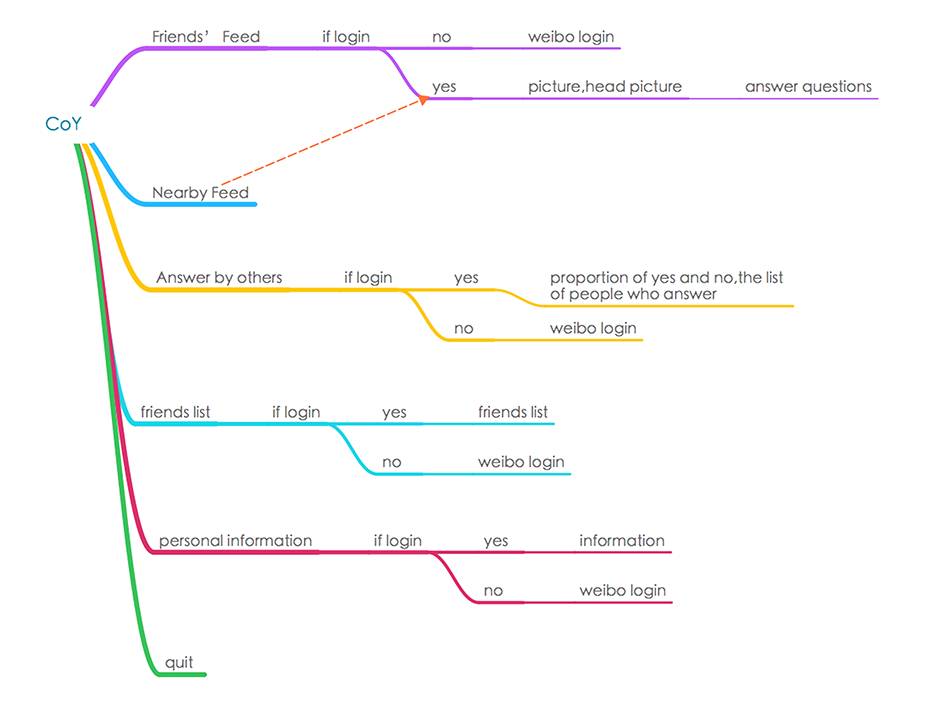 Friends’ Feed if login no weibo login
yes picture,head picture answer questions
CoY
Nearby Feed
Answer by others if login yes proportion of yes and no,the list
of people who answer
no weibo login
friends list if login yes friends list
no weibo login
personal information if login yes information
no weibo login
quit